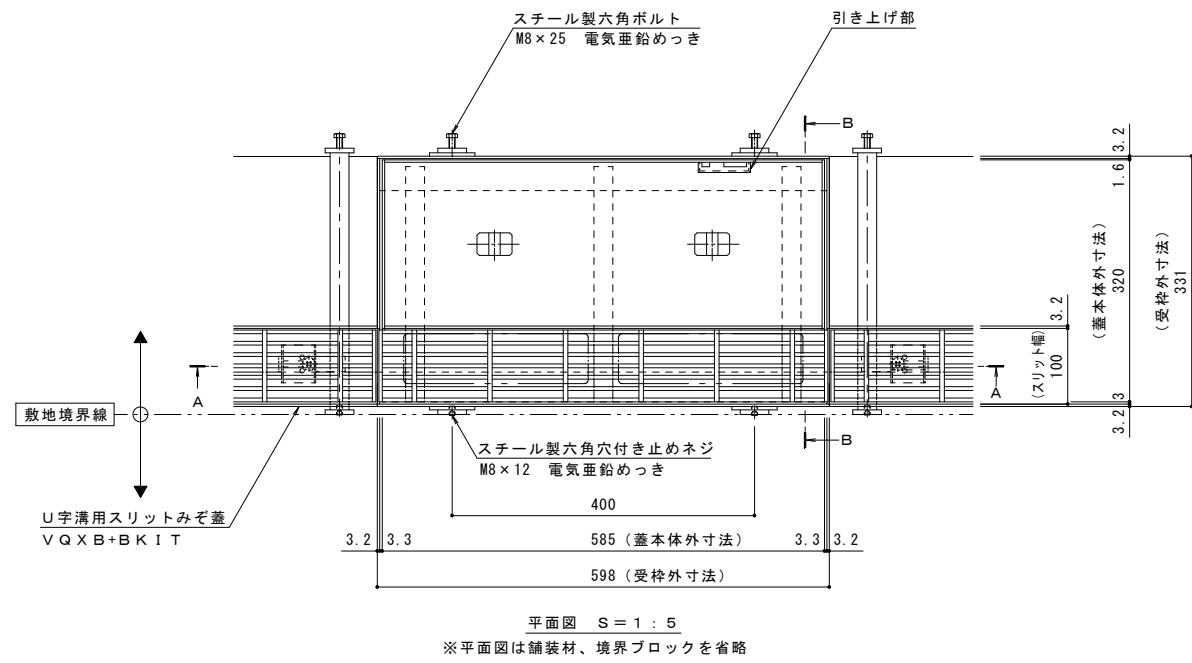 スチール製六角ボルト
M8×25 電気亜鉛めっき
引き上げ部
B
3.2
1.6
(蓋本体外寸法)
320
(受枠外寸法)
331
3.2
(スリット幅)
100
3
3.2
A
A
敷地境界線
B
スチール製六角穴付き止めネジ
M8×12 電気亜鉛めっき
400
U字溝用スリットみぞ蓋
VQXB+BKIT
3.2
3.3
585(蓋本体外寸法)
3.3
3.2
598(受枠外寸法)
平面図 S=1:5
※平面図は舗装材、境界ブロックを省略